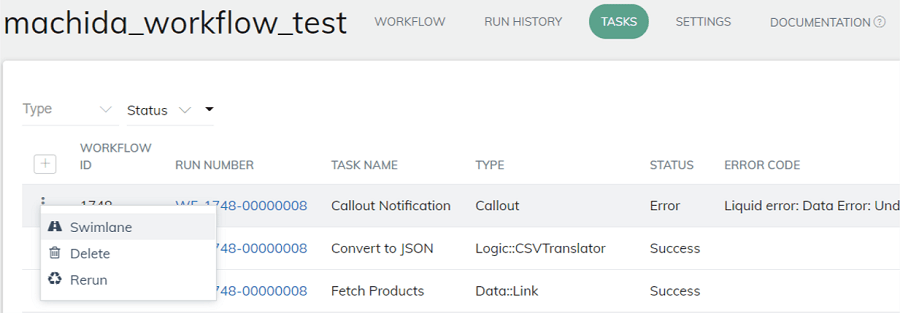 machida_workflow_test WORKFLOW RUN HISTORY TASKS SETTINGS DOCUMENTATION ?
Type Status
WORKFLOW
ID RUN NUMBER TASK NAME TYPE STATUS ERROR CODE
1748 WF-1748-00000008 Callout Notification Callout Error Liquid error: Data Error: Und
Swimlane
748-00000008 Convert to JSON Logic::CSVTranslator Success
Delete
Rerun
748-00000008 Fetch Products Data::Link Success